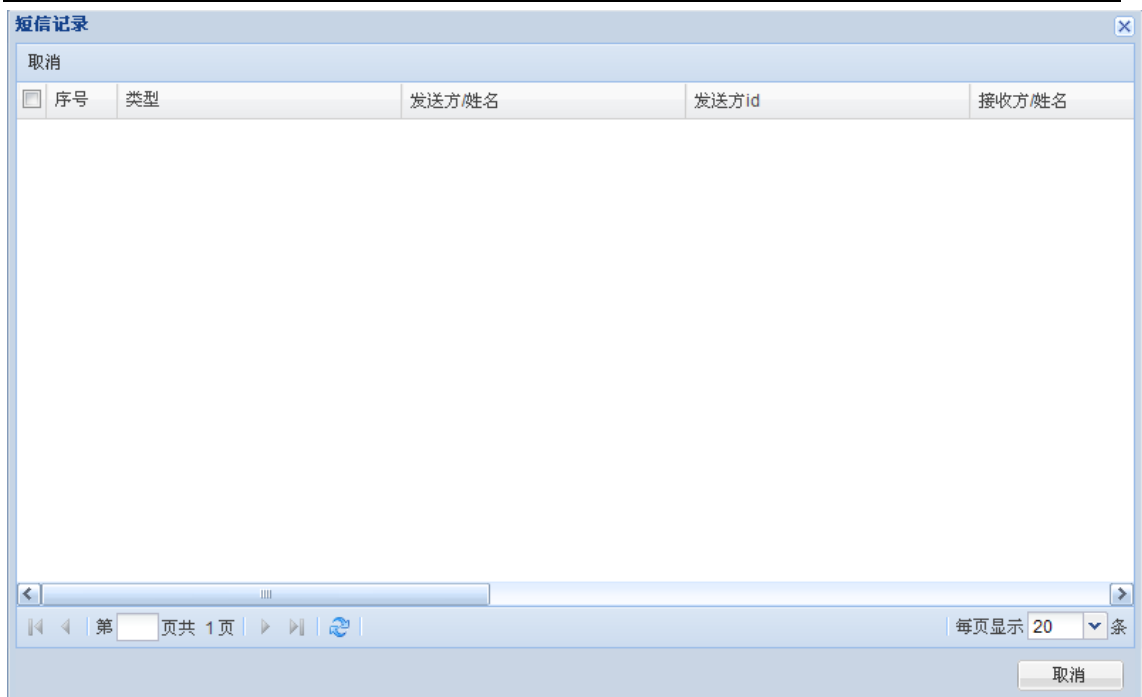 短信记录
取消
序号 类型 发送方/姓名 发送方id 接收方/姓名
第 页共 1页 每页显示 20 条
取消